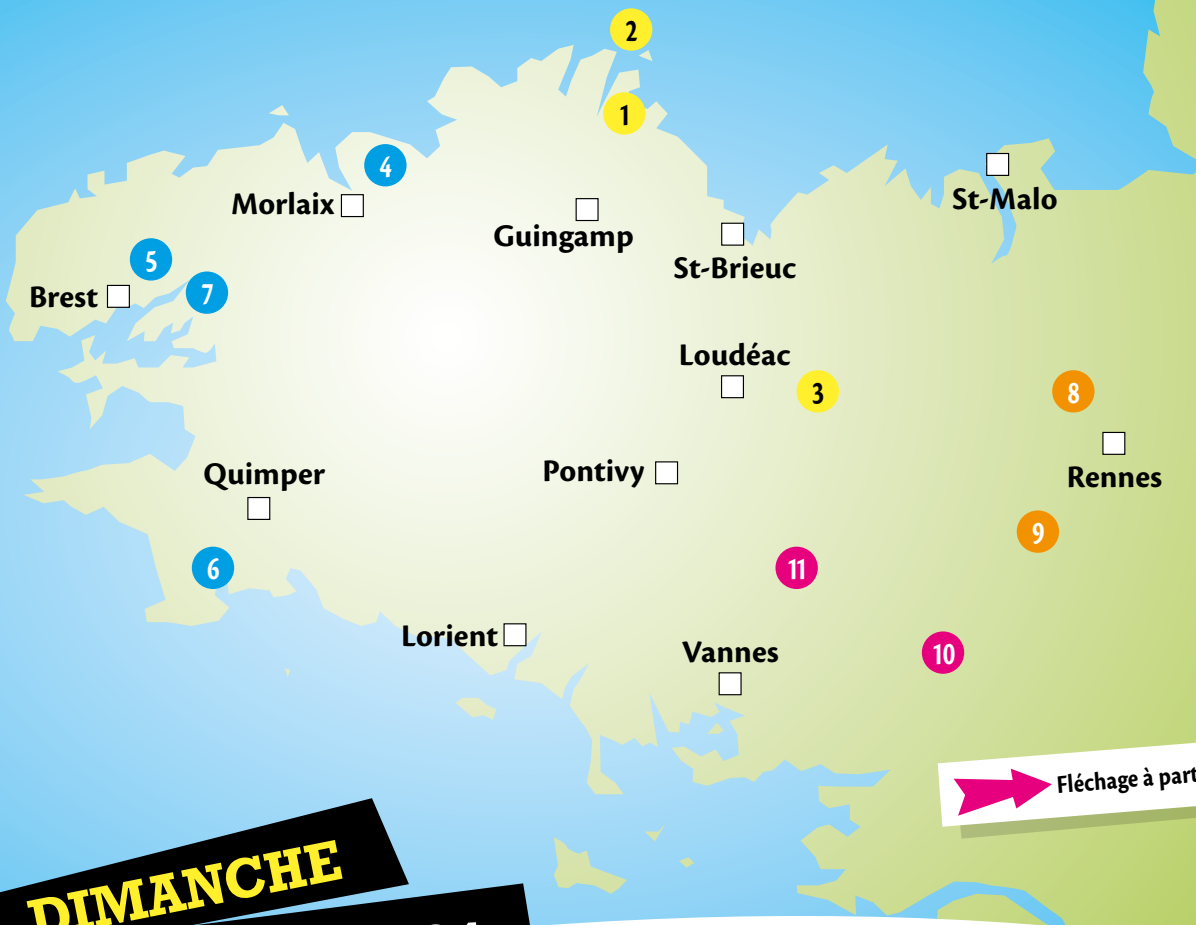 2
1
4
Morlaix
St-Malo
Guingamp
St-Brieuc
5
7
Brest
Loudéac
3
8
Rennes
Quimper
Pontivy
9
6
11
Lorient
Vannes
10
Fléchage à part
DIMANCHE